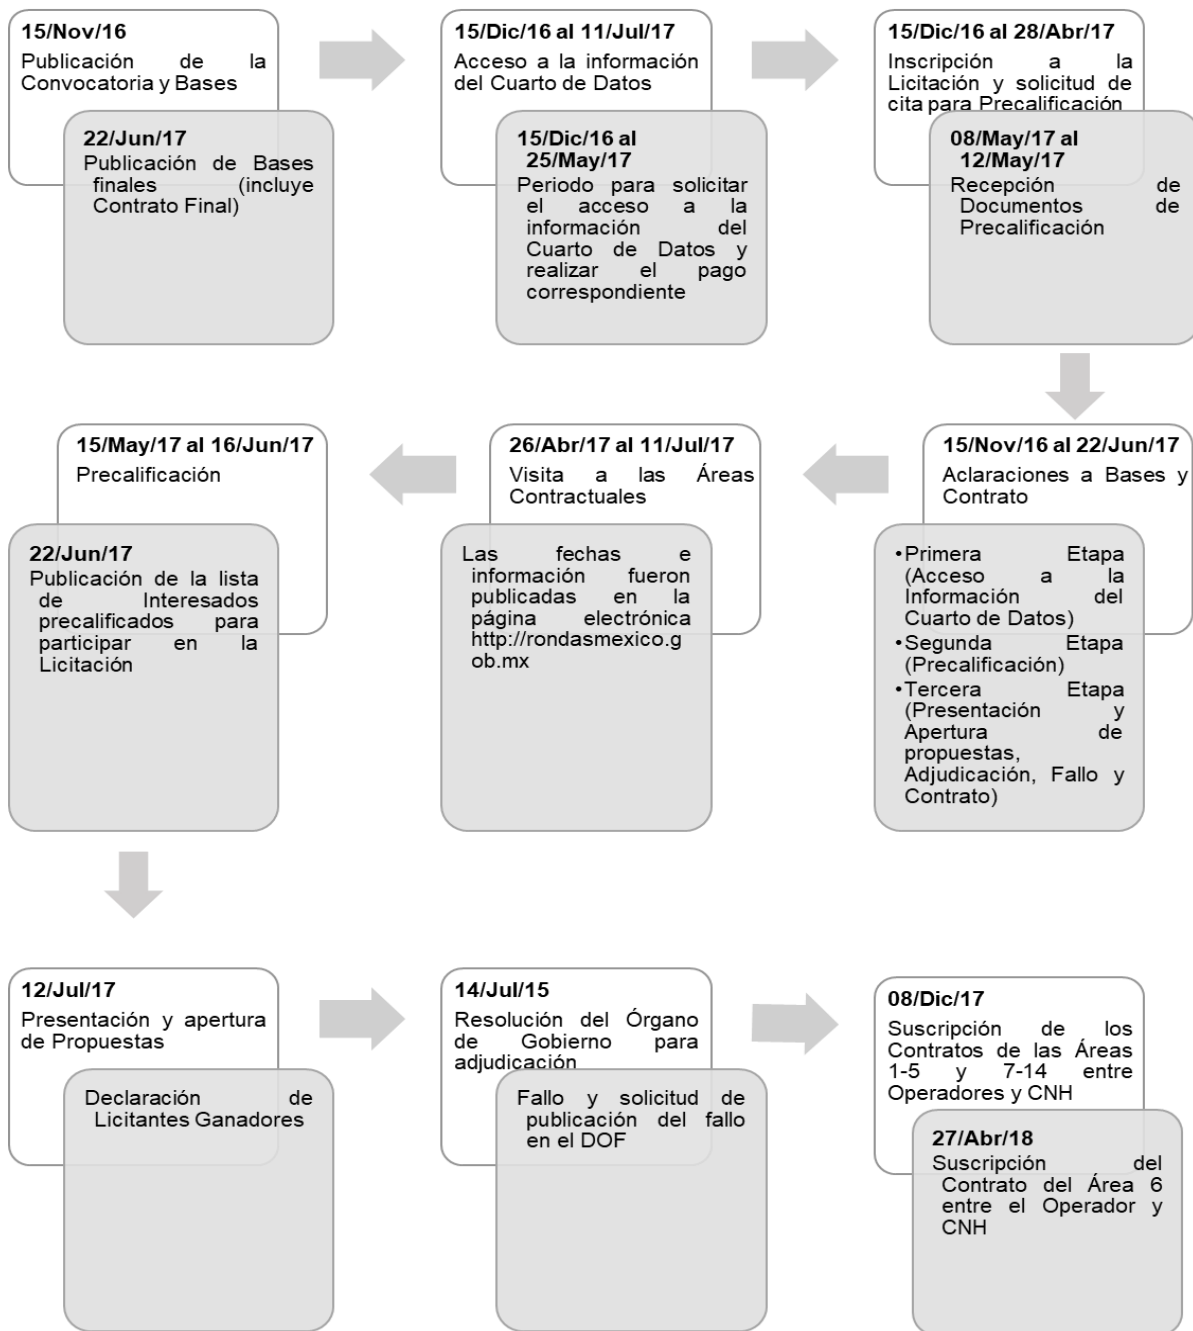 15/Nov/16
Publicación de la
Convocatoria y Bases
22/Jun/17
Publicación de Bases
finales (incluye
Contrato Final)
15/Dic/16 al 11/Jul/17
Acceso a la información
del Cuarto de Datos
15/Dic/16 al
25/May/17
Periodo para solicitar
el acceso a la
información del
Cuarto de Datos y
realizar el pago
correspondiente
15/Dic/16 al 28/Abr/17
Inscripción a la
Licitación y solicitud de
cita para Precalificación
08/May/17 al
12/May/17
Recepción de
Documentos de
Precalificación
15/Nov/16 al 22/Jun/17
Aclaraciones a Bases y
Contrato
•Primera Etapa
(Acceso a la
Información del
Cuarto de Datos)
•Segunda Etapa
(Precalificación)
•Tercera Etapa
(Presentación y
Apertura de
propuestas,
Adjudicación, Fallo y
Contrato)
26/Abr/17 al 11/Jul/17
Visita a las Áreas
Contractuales
Las fechas e
información fueron
publicadas en la
página electrónica
http://rondasmexico.g
ob.mx
15/May/17 al 16/Jun/17
Precalificación
22/Jun/17
Publicación de la lista
de Interesados
precalificados para
participar en la
Licitación
12/Jul/17
Presentación y apertura
de Propuestas
Declaración de
Licitantes Ganadores
14/Jul/15
Resolución del Órgano
de Gobierno para
adjudicación
Fallo y solicitud de
publicación del fallo
en el DOF
08/Dic/17
Suscripción de los
Contratos de las Áreas
1-5 y 7-14 entre
Operadores y CNH
27/Abr/18
Suscripción del
Contrato del Área 6
entre el Operador y
CNH